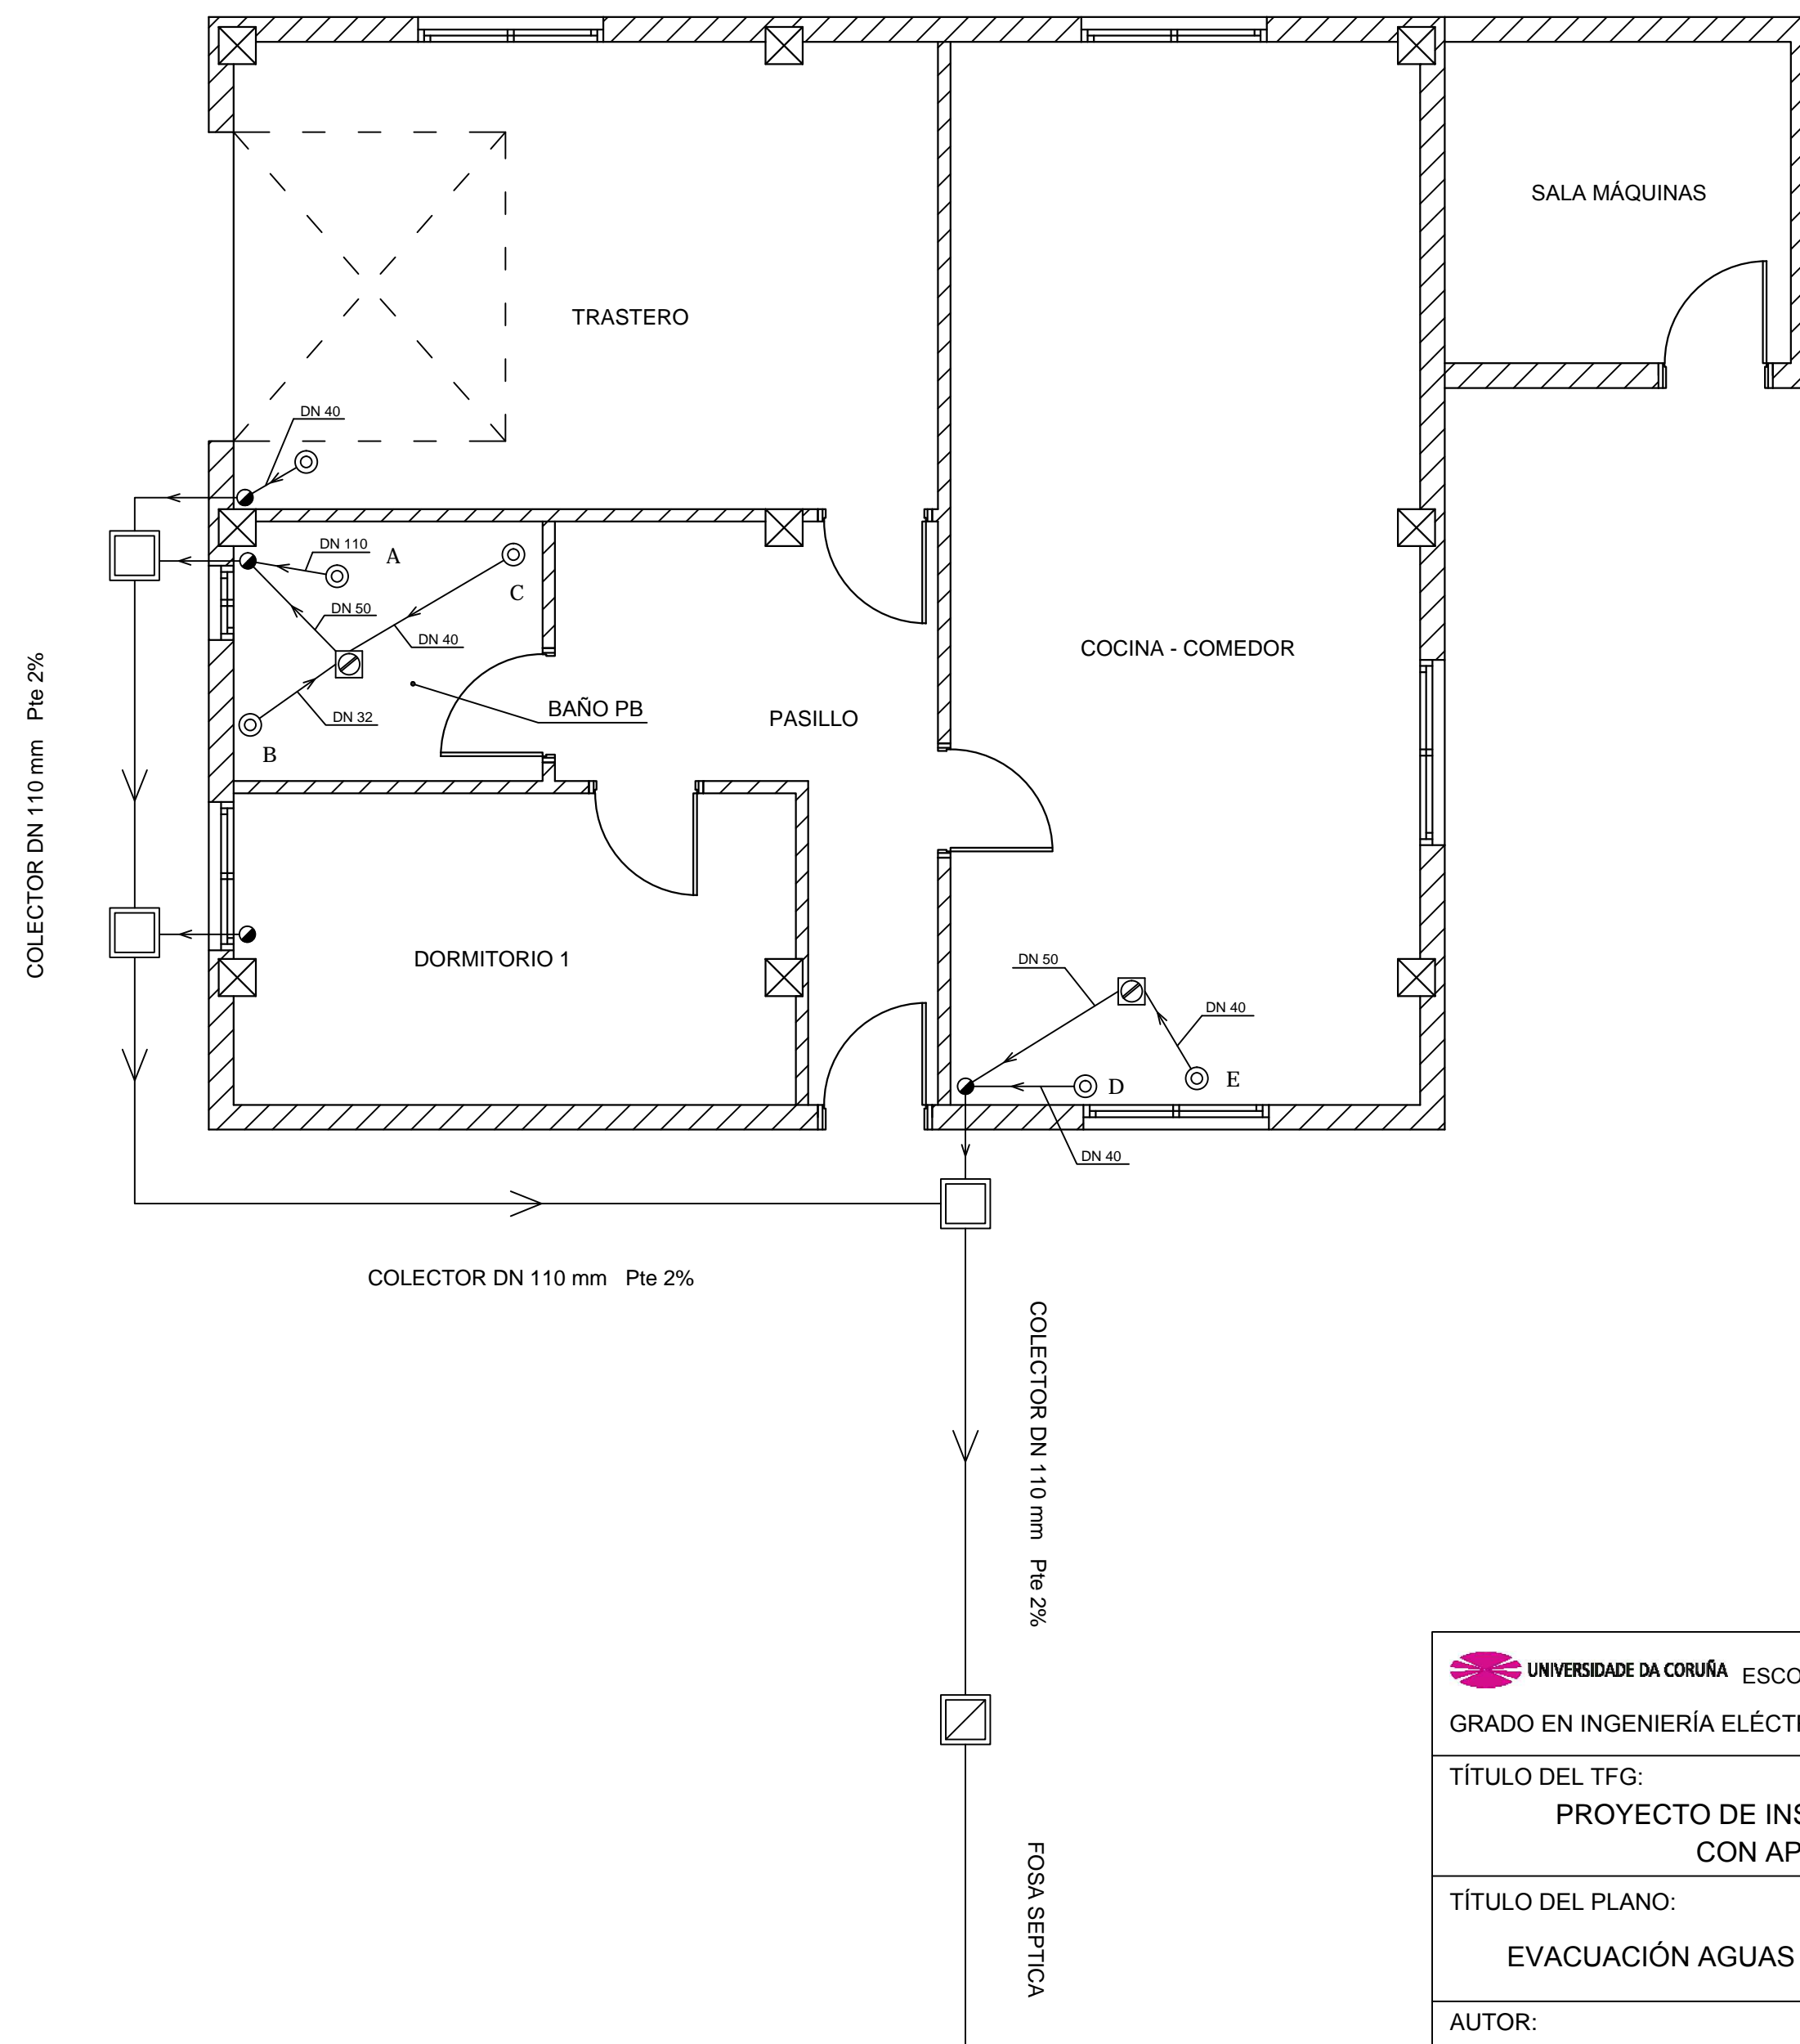 SALA MÁQUINAS
TRASTERO
DN 40
DN 110
A
C
DN 50
DN 40
COCINA - COMEDOR
BAÑO PB
PASILLO
DN 32
B
COLECTOR DN 110 mm Pte 2%
DORMITORIO 1
DN 50
DN 40
D
E
DN 40
COLECTOR DN 110 mm Pte 2%
COLECTOR DN 110 mm Pte 2%
FOSA SEPTICA
UNIVERSIDADE DA CORUÑA ESCO
GRADO EN INGENIERÍA ELÉCT
TÍTULO DEL TFG:
PROYECTO DE INS
CON AP
TÍTULO DEL PLANO:
EVACUACIÓN AGUAS
AUTOR: